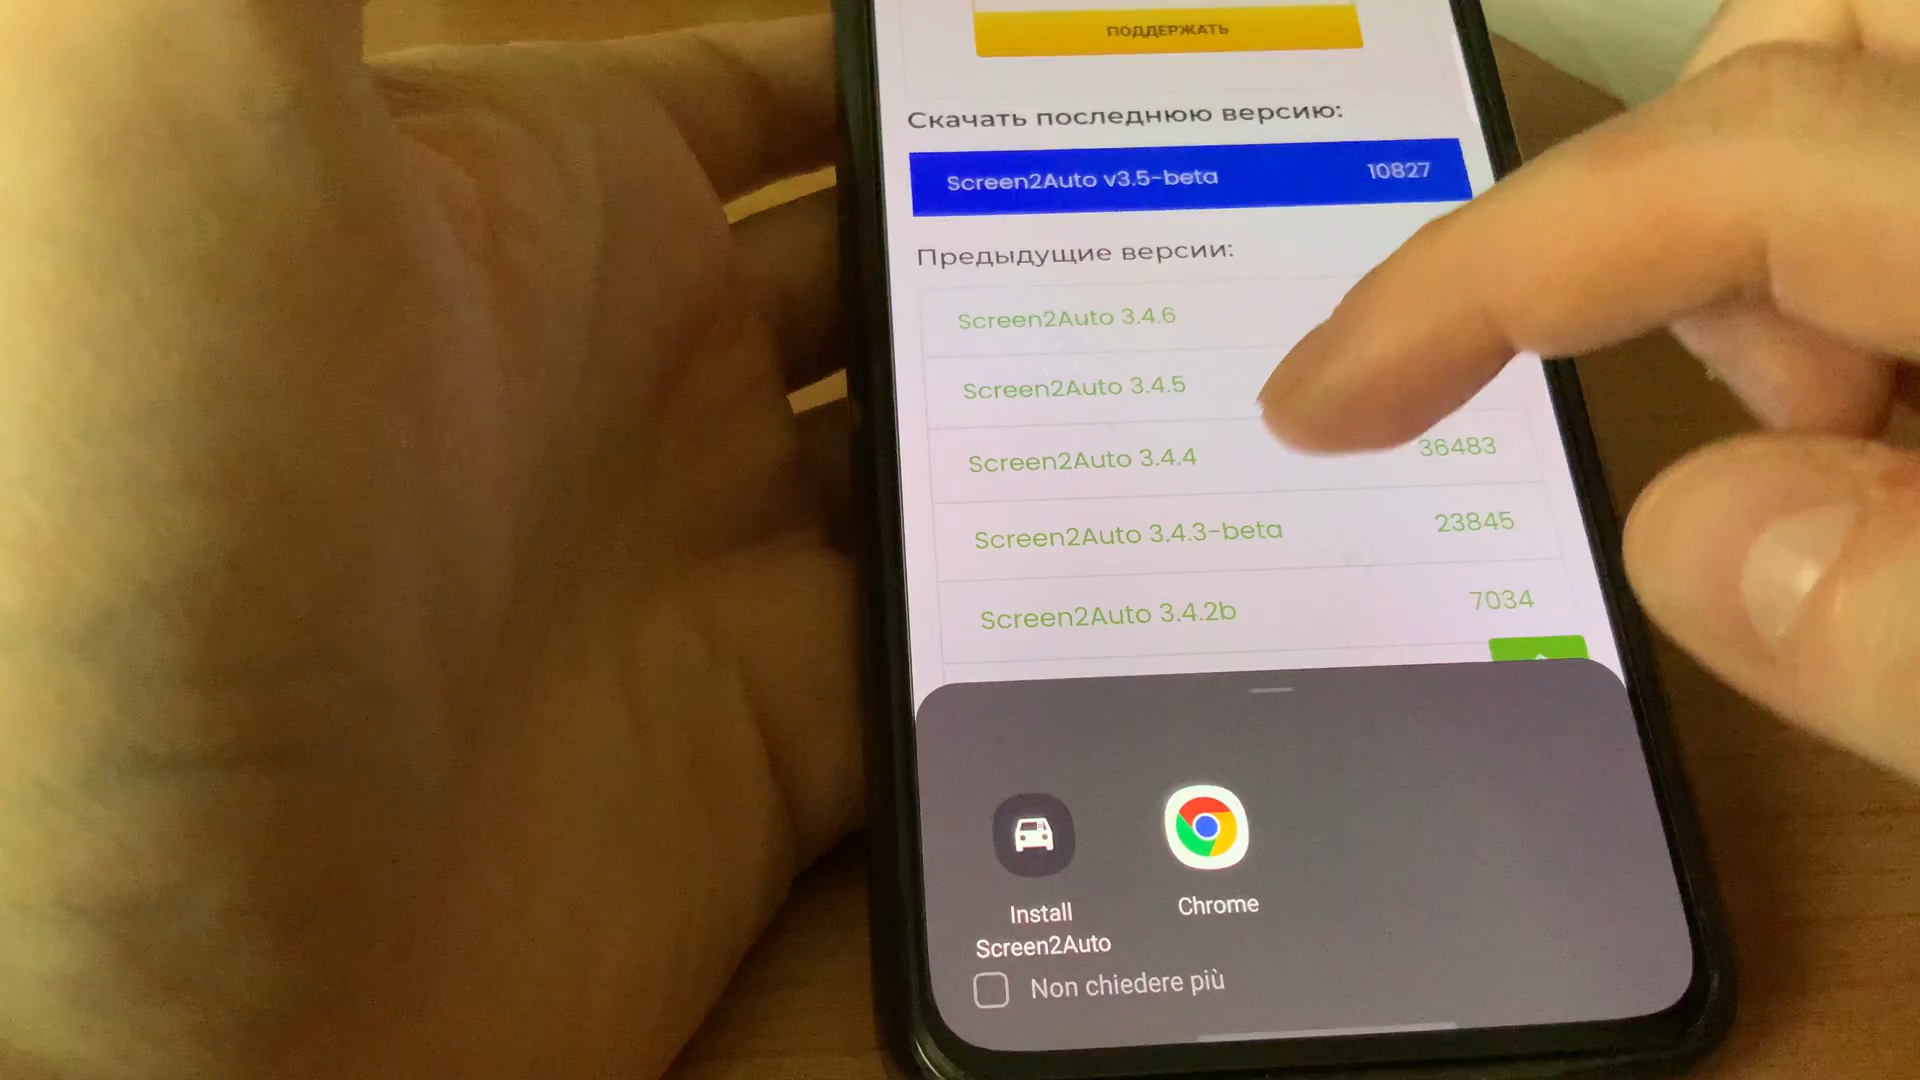 ПОДДЕРЖАТЬ
Скачать последнюю версию:
Screen2Auto v3.5-beta 10827
Предыдущие версии:
Screen2Auto 3.4.6
Screen2Auto 3.4.5
Screen2Auto 3.4.4 36483
Screen2Auto 3.4.3-beta 23845
Screen2Auto 3.4.2b 7034
Install
Screen2Auto
Chrome
Non chiedere più